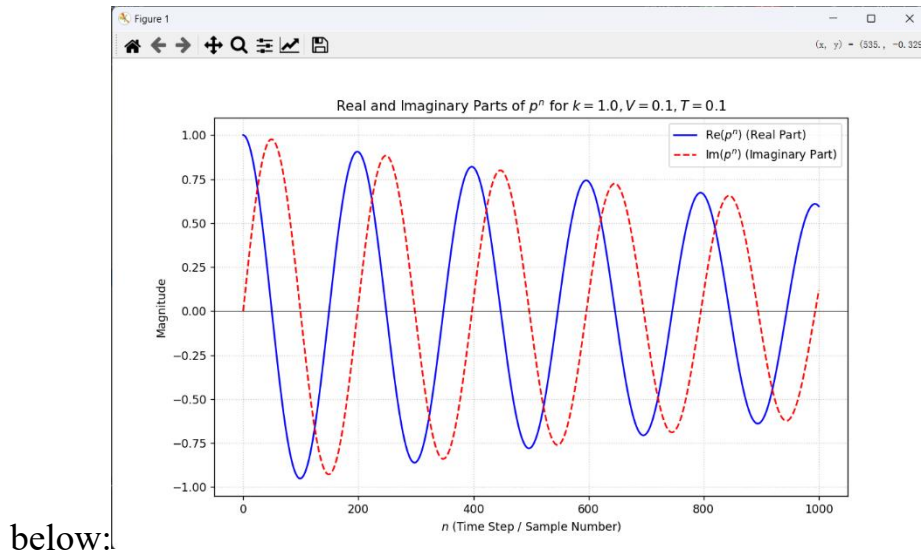 Figure 1
(x, y) = (535., -0.329
Real and Imaginary Parts of pⁿ for k = 1.0, V = 0.1, T = 0.1
Re(pⁿ) (Real Part)
Im(pⁿ) (Imaginary Part)
1.00
0.75
0.50
0.25
0.00
−0.25
−0.50
−0.75
−1.00
Magnitude
0 200 400 600 800 1000
n (Time Step / Sample Number)
below: